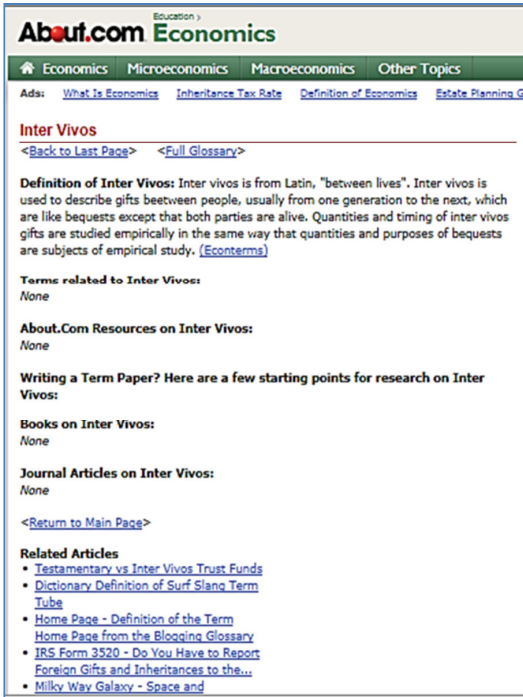 Education >
About.com Economics
Economics Microeconomics Macroeconomics Other Topics
Ads: What Is Economics Inheritance Tax Rate Definition of Economics Estate Planning G
Inter Vivos
<Back to Last Page> <Full Glossary>
Definition of Inter Vivos: Inter vivos is from Latin, "between lives". Inter vivos is
used to describe gifts beetween people, usually from one generation to the next, which
are like bequests except that both parties are alive. Quantities and timing of inter vivos
gifts are studied empirically in the same way that quantities and purposes of bequests
are subjects of empirical study. (Econterms)
Terms related to Inter Vivos:
None
About.Com Resources on Inter Vivos:
None
Writing a Term Paper? Here are a few starting points for research on Inter
Vivos:
Books on Inter Vivos:
None
Journal Articles on Inter Vivos:
None
<Return to Main Page>
Related Articles
• Testamentary vs Inter Vivos Trust Funds
• Dictionary Definition of Surf Slang Term
Tube
• Home Page - Definition of the Term
Home Page from the Blogging Glossary
• IRS Form 3520 - Do You Have to Report
Foreign Gifts and Inheritances to the...
• Milky Way Galaxy - Space and